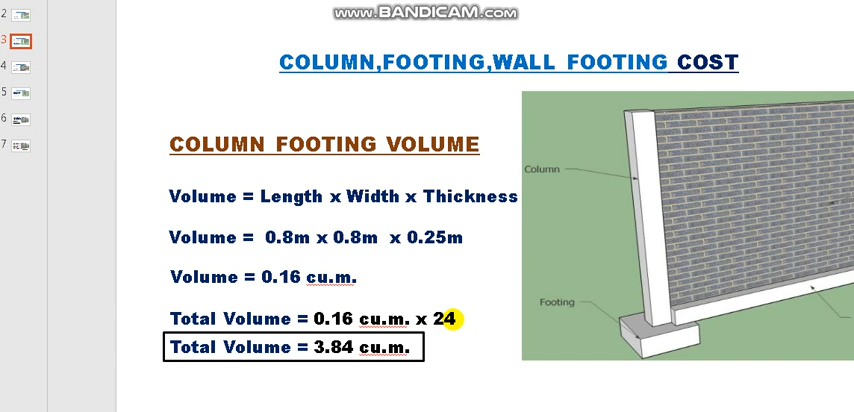 www.BANDICAM.com
2
3
4
5
6
7
COLUMN,FOOTING,WALL FOOTING COST
COLUMN FOOTING VOLUME
Volume = Length x Width x Thickness
Volume = 0.8m x 0.8m x 0.25m
Volume = 0.16 cu.m.
Total Volume = 0.16 cu.m. x 24
Total Volume = 3.84 cu.m.
Column
Footing